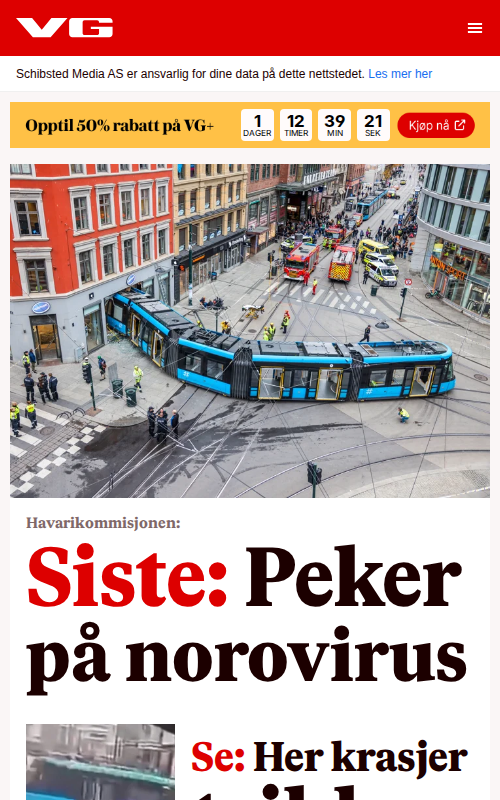 VG
Schibsted Media AS er ansvarlig for dine data på dette nettstedet. Les mer her
Opptil 50% rabatt på VG+
1 DAGER 12 TIMER 39 MIN 21 SEK
Kjøp nå
Havarikommisjonen:
Siste: Peker
på norovirus
Se: Her krasjer